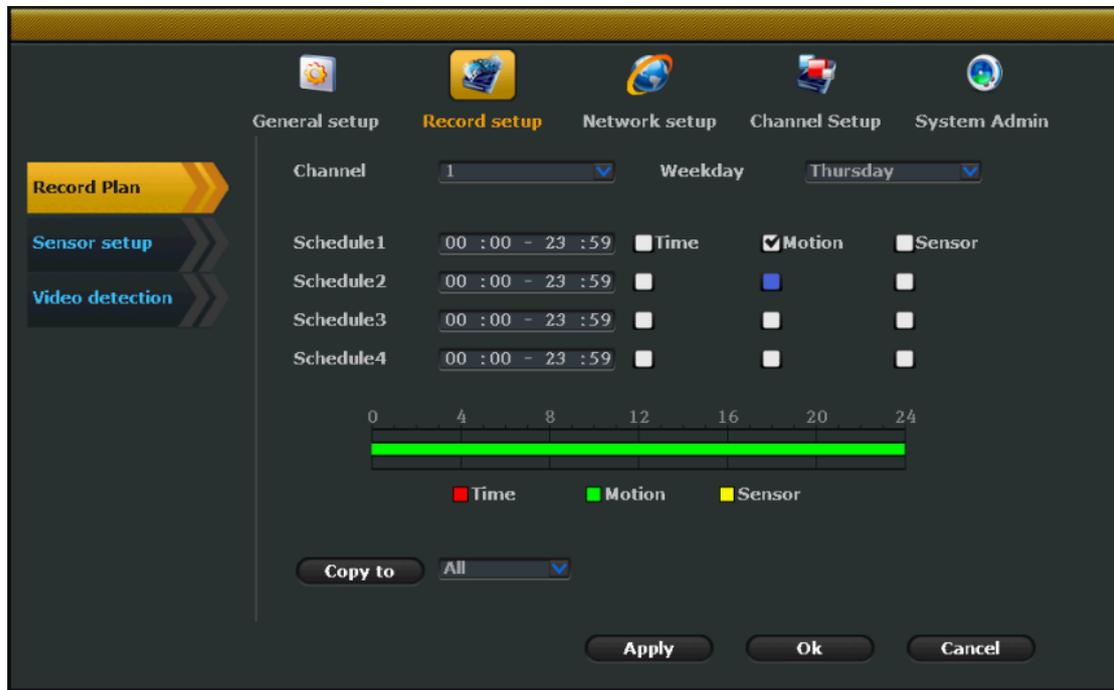 General setup Record setup Network setup Channel Setup System Admin
Record Plan
Sensor setup
Video detection
Channel 1 Weekday Thursday
Schedule1 00 :00 - 23 :59 Time Motion Sensor
Schedule2 00 :00 - 23 :59
Schedule3 00 :00 - 23 :59
Schedule4 00 :00 - 23 :59
0 4 8 12 16 20 24
Time Motion Sensor
Copy to All
Apply Ok Cancel